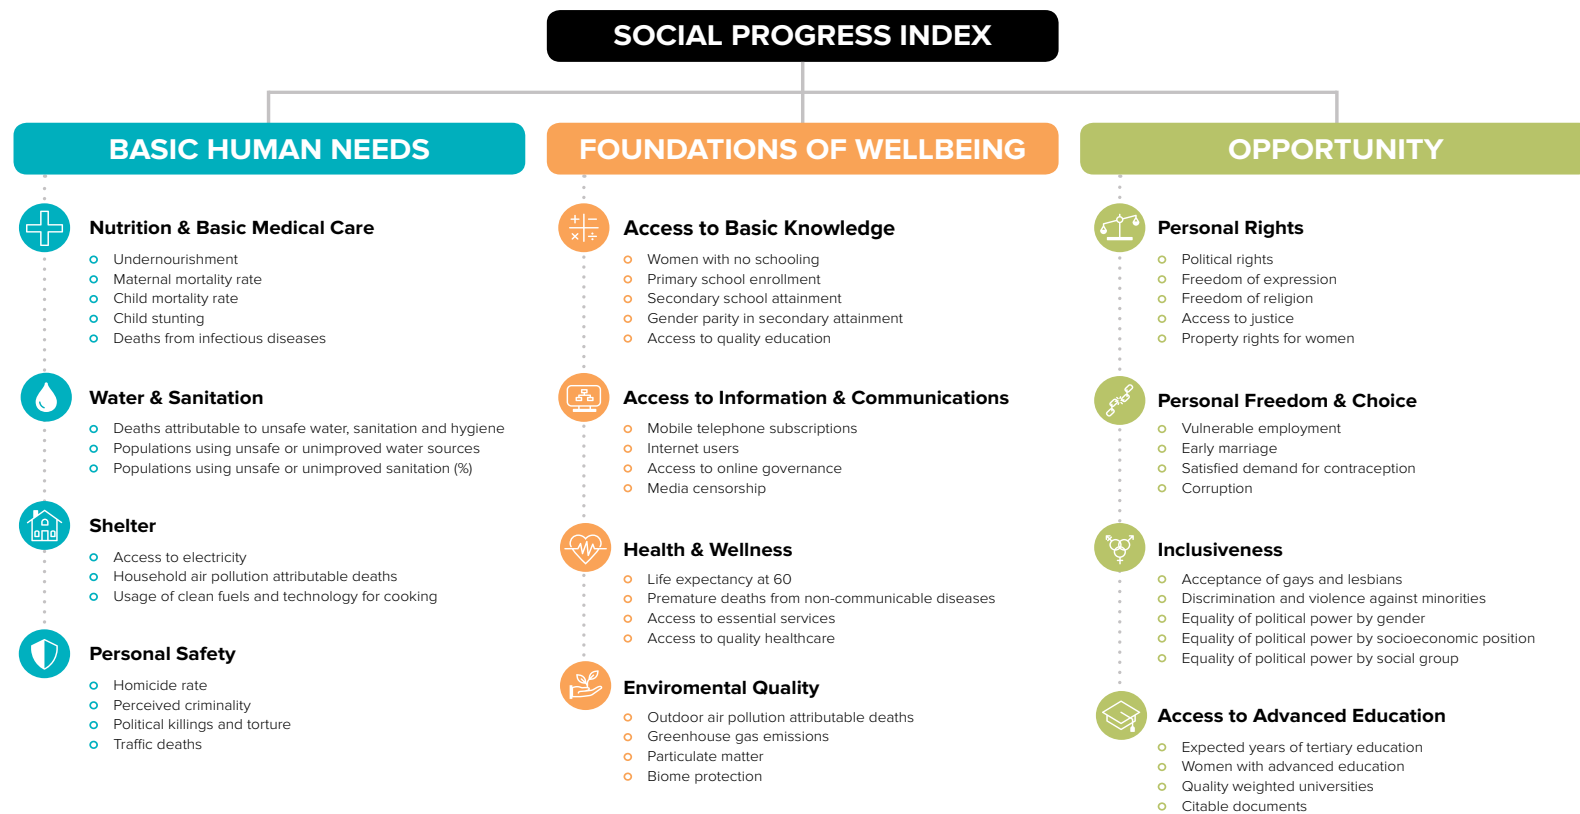 SOCIAL PROGRESS INDEX
BASIC HUMAN NEEDS
Nutrition & Basic Medical Care
Undernourishment
Maternal mortality rate
Child mortality rate
Child stunting
Deaths from infectious diseases
Water & Sanitation
Deaths attributable to unsafe water, sanitation and hygiene
Populations using unsafe or unimproved water sources
Populations using unsafe or unimproved sanitation (%)
Shelter
Access to electricity
Household air pollution attributable deaths
Usage of clean fuels and technology for cooking
Personal Safety
Homicide rate
Perceived criminality
Political killings and torture
Traffic deaths
FOUNDATIONS OF WELLBEING
Access to Basic Knowledge
Women with no schooling
Primary school enrollment
Secondary school attainment
Gender parity in secondary attainment
Access to quality education
Access to Information & Communications
Mobile telephone subscriptions
Internet users
Access to online governance
Media censorship
Health & Wellness
Life expectancy at 60
Premature deaths from non-communicable diseases
Access to essential services
Access to quality healthcare
Enviromental Quality
Outdoor air pollution attributable deaths
Greenhouse gas emissions
Particulate matter
Biome protection
OPPORTUNITY
Personal Rights
Political rights
Freedom of expression
Freedom of religion
Access to justice
Property rights for women
Personal Freedom & Choice
Vulnerable employment
Early marriage
Satisfied demand for contraception
Corruption
Inclusiveness
Acceptance of gays and lesbians
Discrimination and violence against minorities
Equality of political power by gender
Equality of political power by socioeconomic position
Equality of political power by social group
Access to Advanced Education
Expected years of tertiary education
Women with advanced education
Quality weighted universities
Citable documents